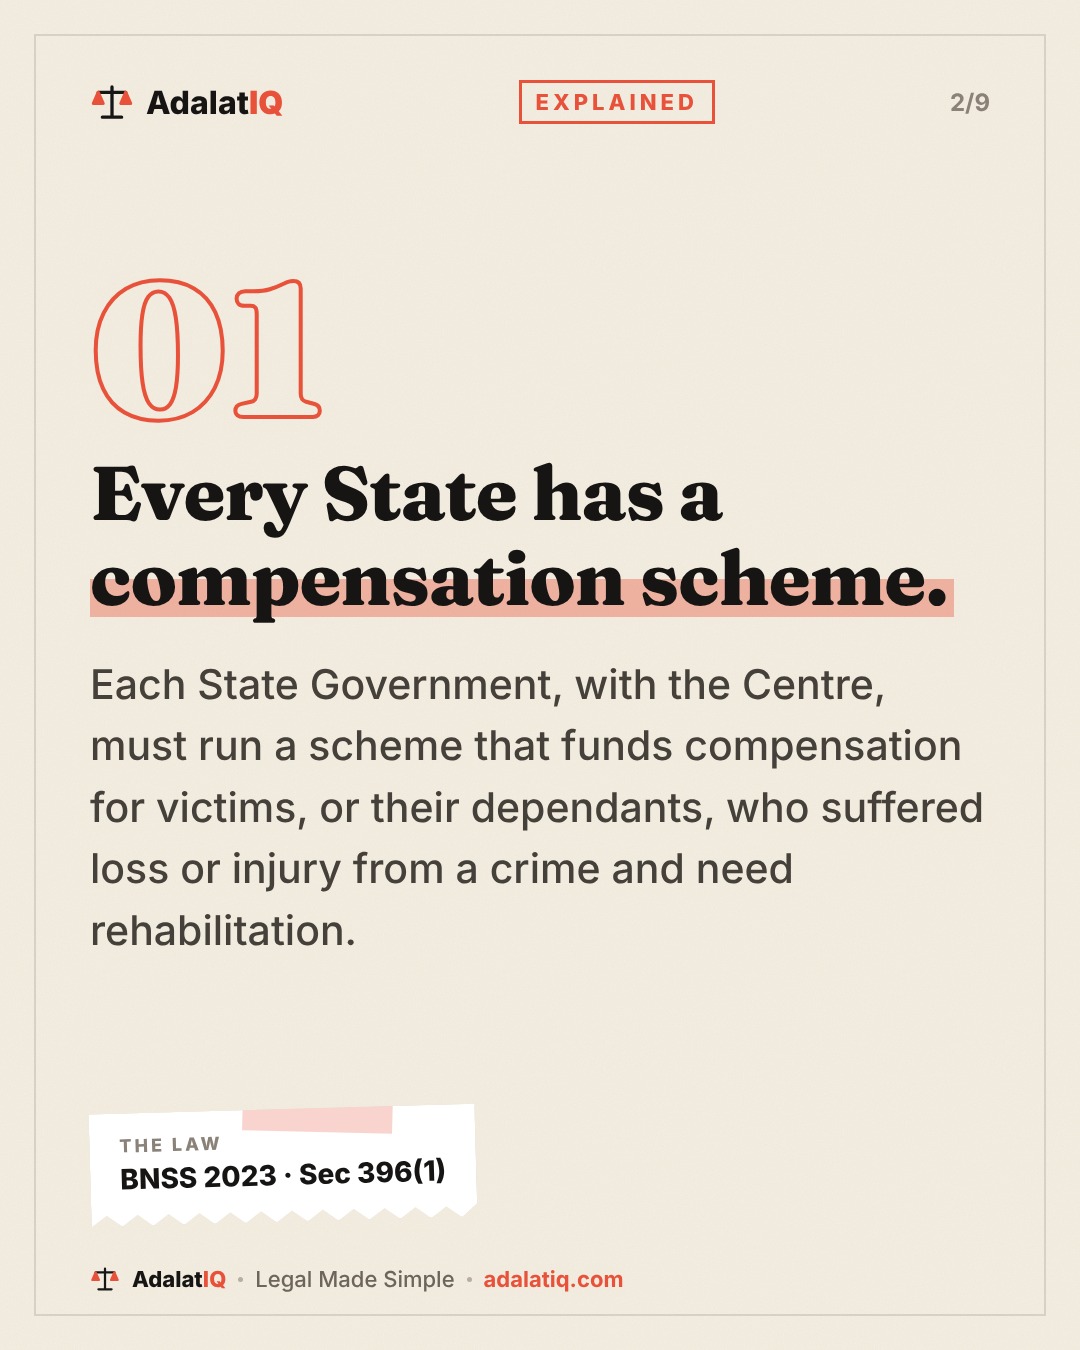 AdalatIQ
EXPLAINED
2/9
01
Every State has a
compensation scheme.
Each State Government, with the Centre,
must run a scheme that funds compensation
for victims, or their dependants, who suffered
loss or injury from a crime and need
rehabilitation.
THE LAW
BNSS 2023 · Sec 396(1)
AdalatIQ • Legal Made Simple • adalatiq.com